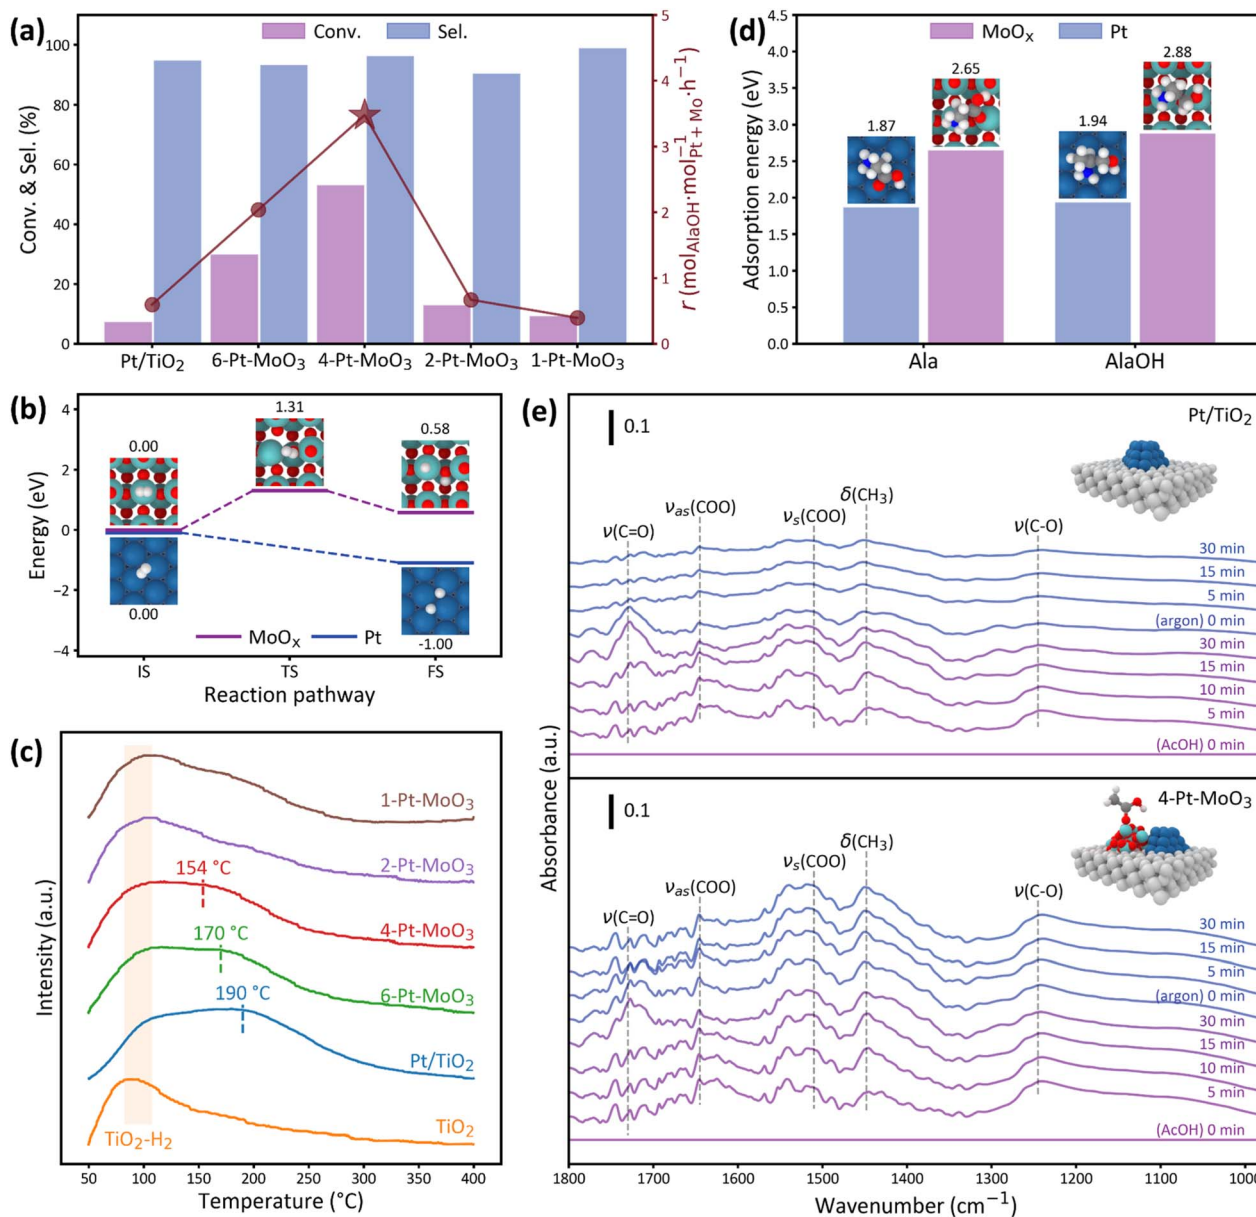 (a)
Conv.
Sel.
Conv. & Sel. (%)
100
80
60
40
20
0
5
4
3
2
1
0
r (mol_AlaOH·mol⁻¹_Pt + Mo·h⁻¹)
Pt/TiO₂
6-Pt-MoO₃
4-Pt-MoO₃
2-Pt-MoO₃
1-Pt-MoO₃
(d)
MoOₓ
Pt
Adsorption energy (eV)
4.5
4.0
3.5
3.0
2.5
2.0
1.5
1.0
0.5
0.0
1.87
2.65
1.94
2.88
Ala
AlaOH
(b)
Energy (eV)
4
2
0
−2
−4
0.00
1.31
0.58
0.00
-1.00
MoOₓ
Pt
IS
TS
FS
Reaction pathway
(c)
Intensity (a.u.)
1-Pt-MoO₃
2-Pt-MoO₃
154 °C
4-Pt-MoO₃
170 °C
6-Pt-MoO₃
190 °C
Pt/TiO₂
TiO₂-H₂
TiO₂
50
100
150
200
250
300
350
400
Temperature (°C)
(e)
Absorbance (a.u.)
0.1
Pt/TiO₂
ν(C=O)
νas(COO)
νs(COO)
δ(CH₃)
ν(C-O)
30 min
15 min
5 min
(argon) 0 min
30 min
15 min
10 min
5 min
(AcOH) 0 min
0.1
4-Pt-MoO₃
ν(C=O)
νas(COO)
νs(COO)
δ(CH₃)
ν(C-O)
30 min
15 min
5 min
(argon) 0 min
30 min
15 min
10 min
5 min
(AcOH) 0 min
1800
1700
1600
1500
1400
1300
1200
1100
1000
Wavenumber (cm⁻¹)